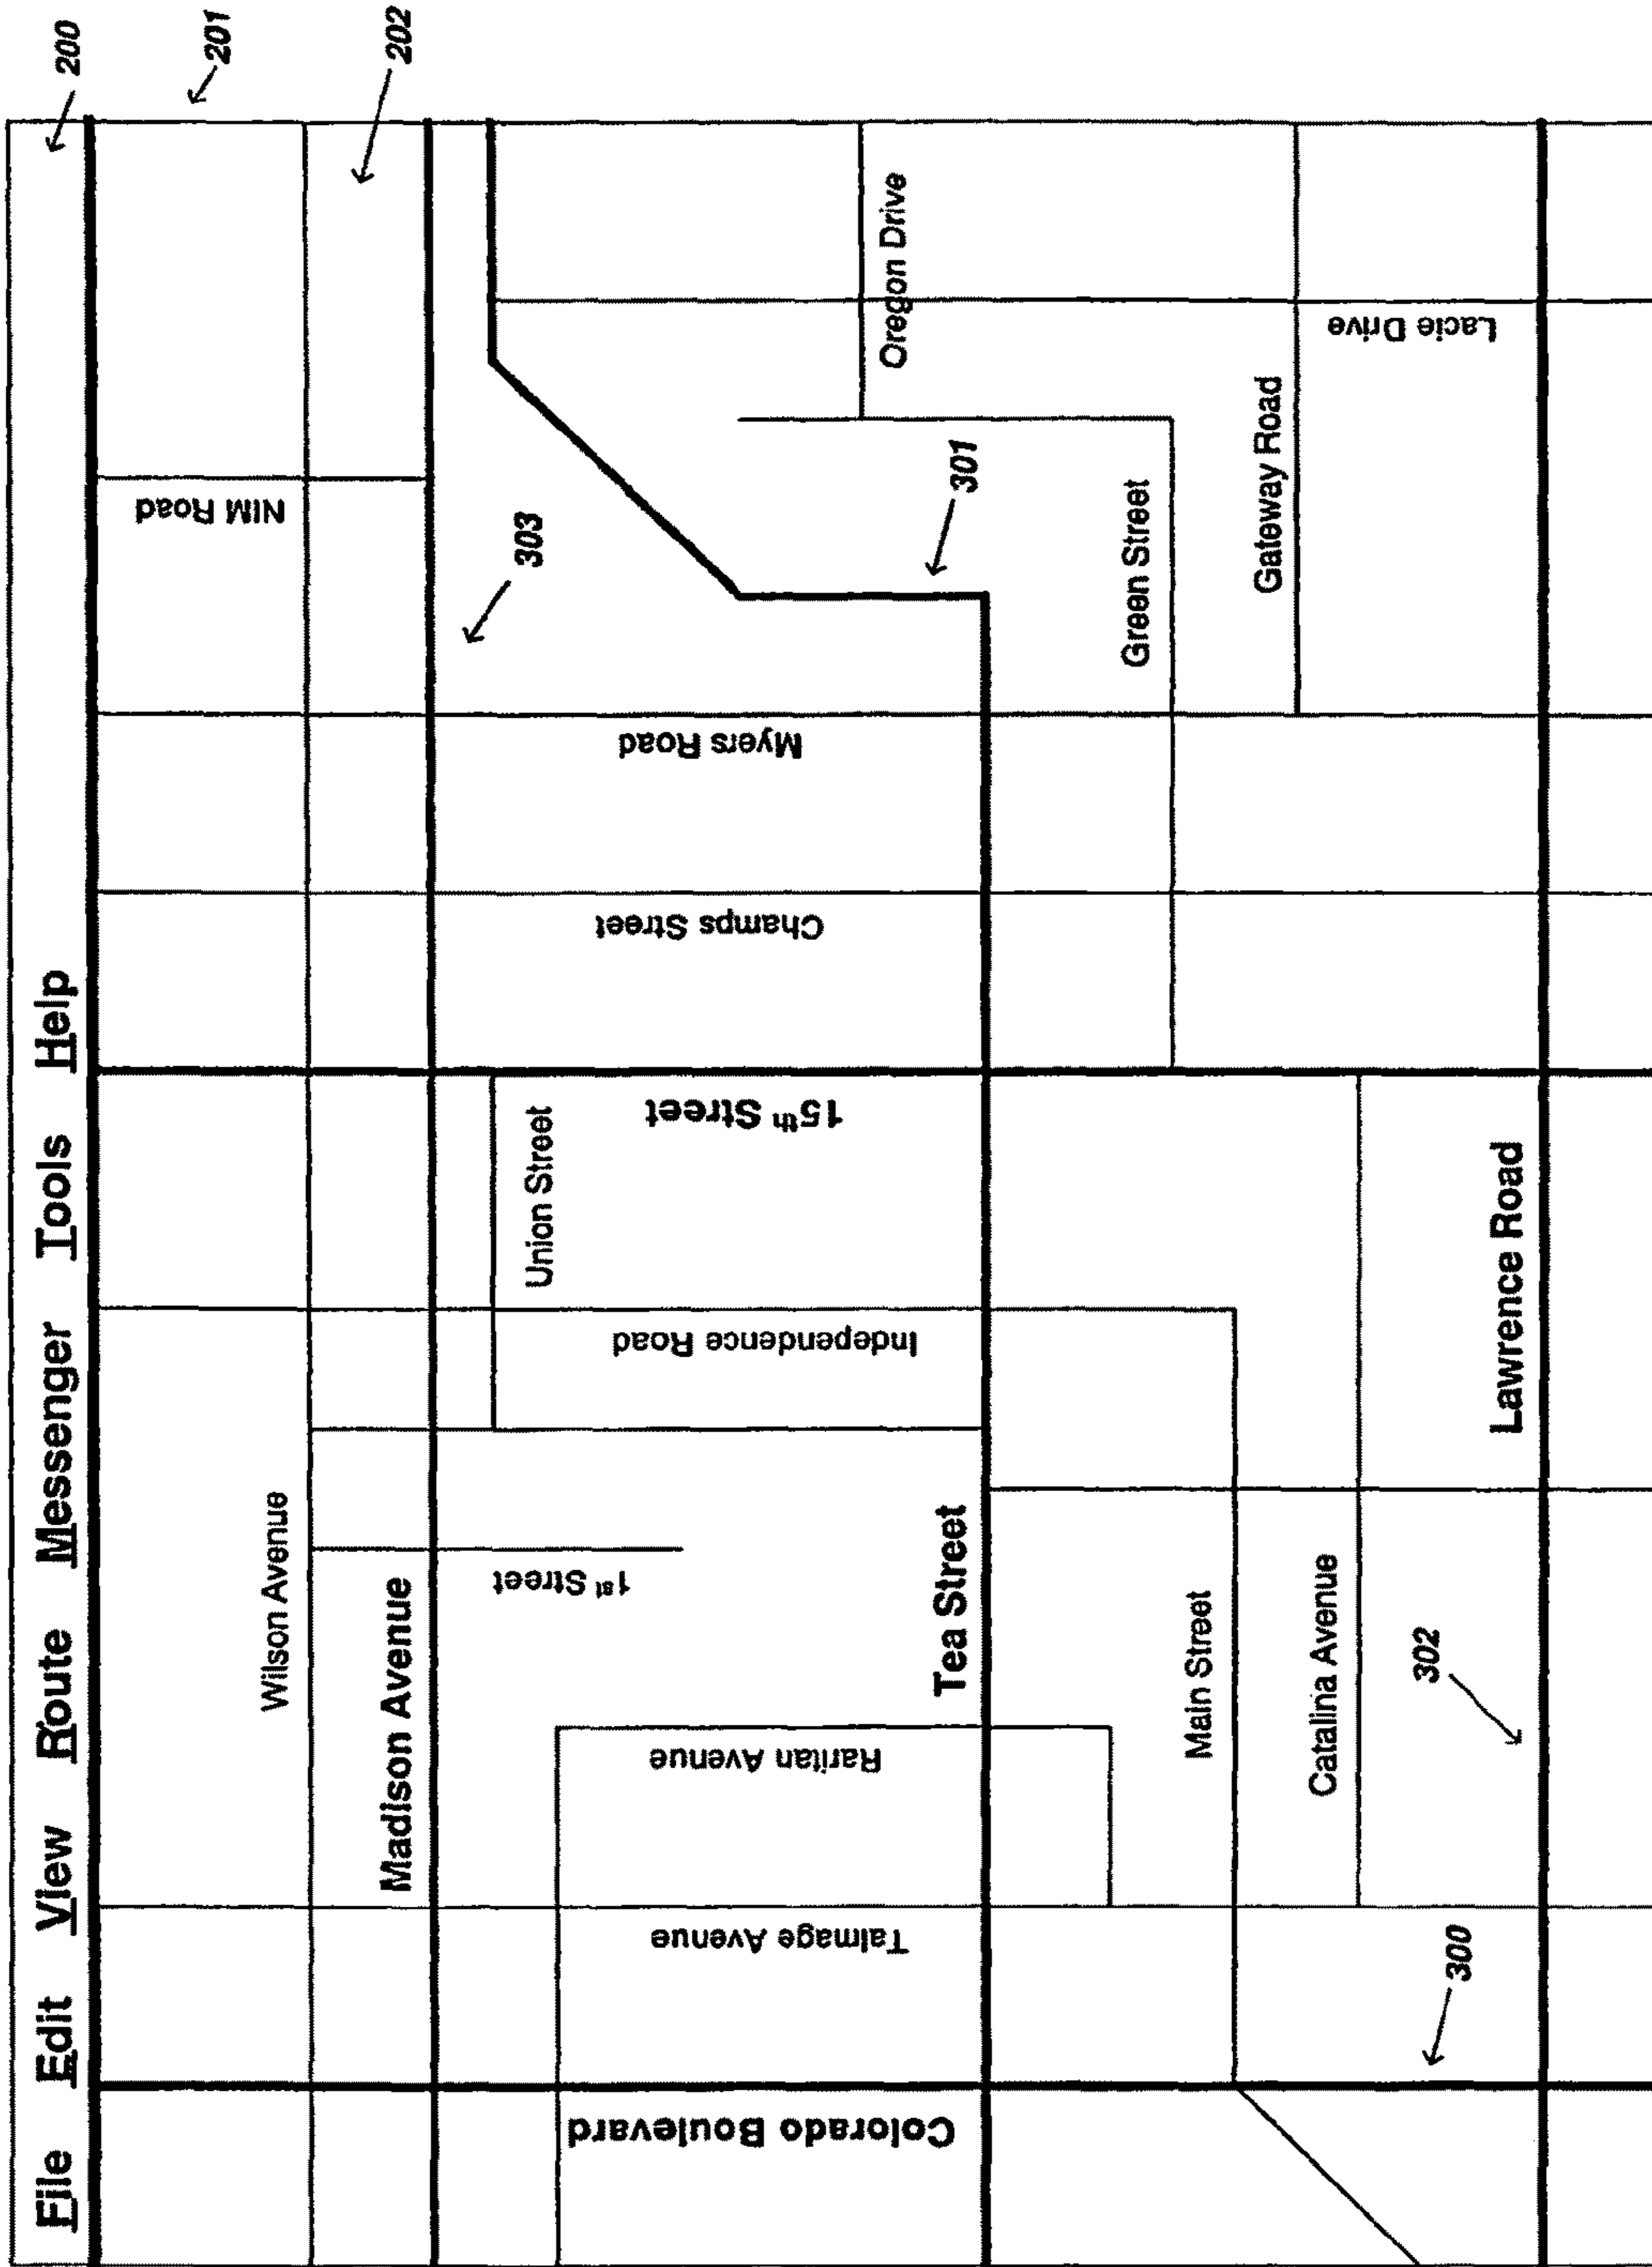 File Edit View Route Messenger Tools Help
200
201
202
Wilson Avenue
NIM Road
Madison Avenue
303
1st Street
Union Street
Colorado Boulevard
Talmage Avenue
Raritan Avenue
Independence Road
15th Street
Champs Street
Myers Road
Oregon Drive
Tea Street
301
Main Street
Green Street
Catalina Avenue
Gateway Road
Lacie Drive
300
302
Lawrence Road